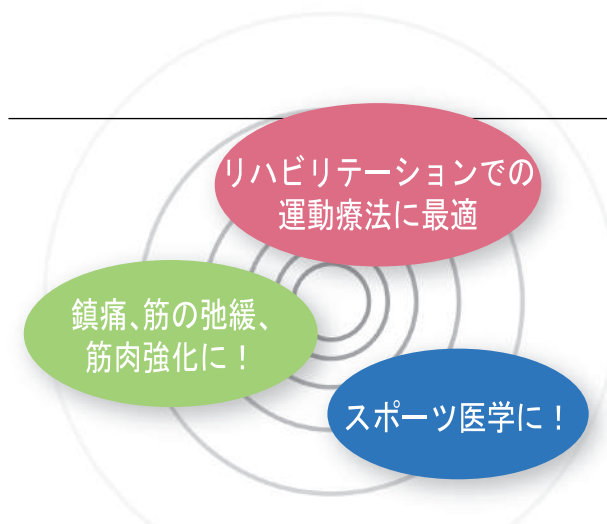 リハビリテーションでの
運動療法に最適
鎮痛、筋の弛緩、
筋肉強化に！
スポーツ医学に！